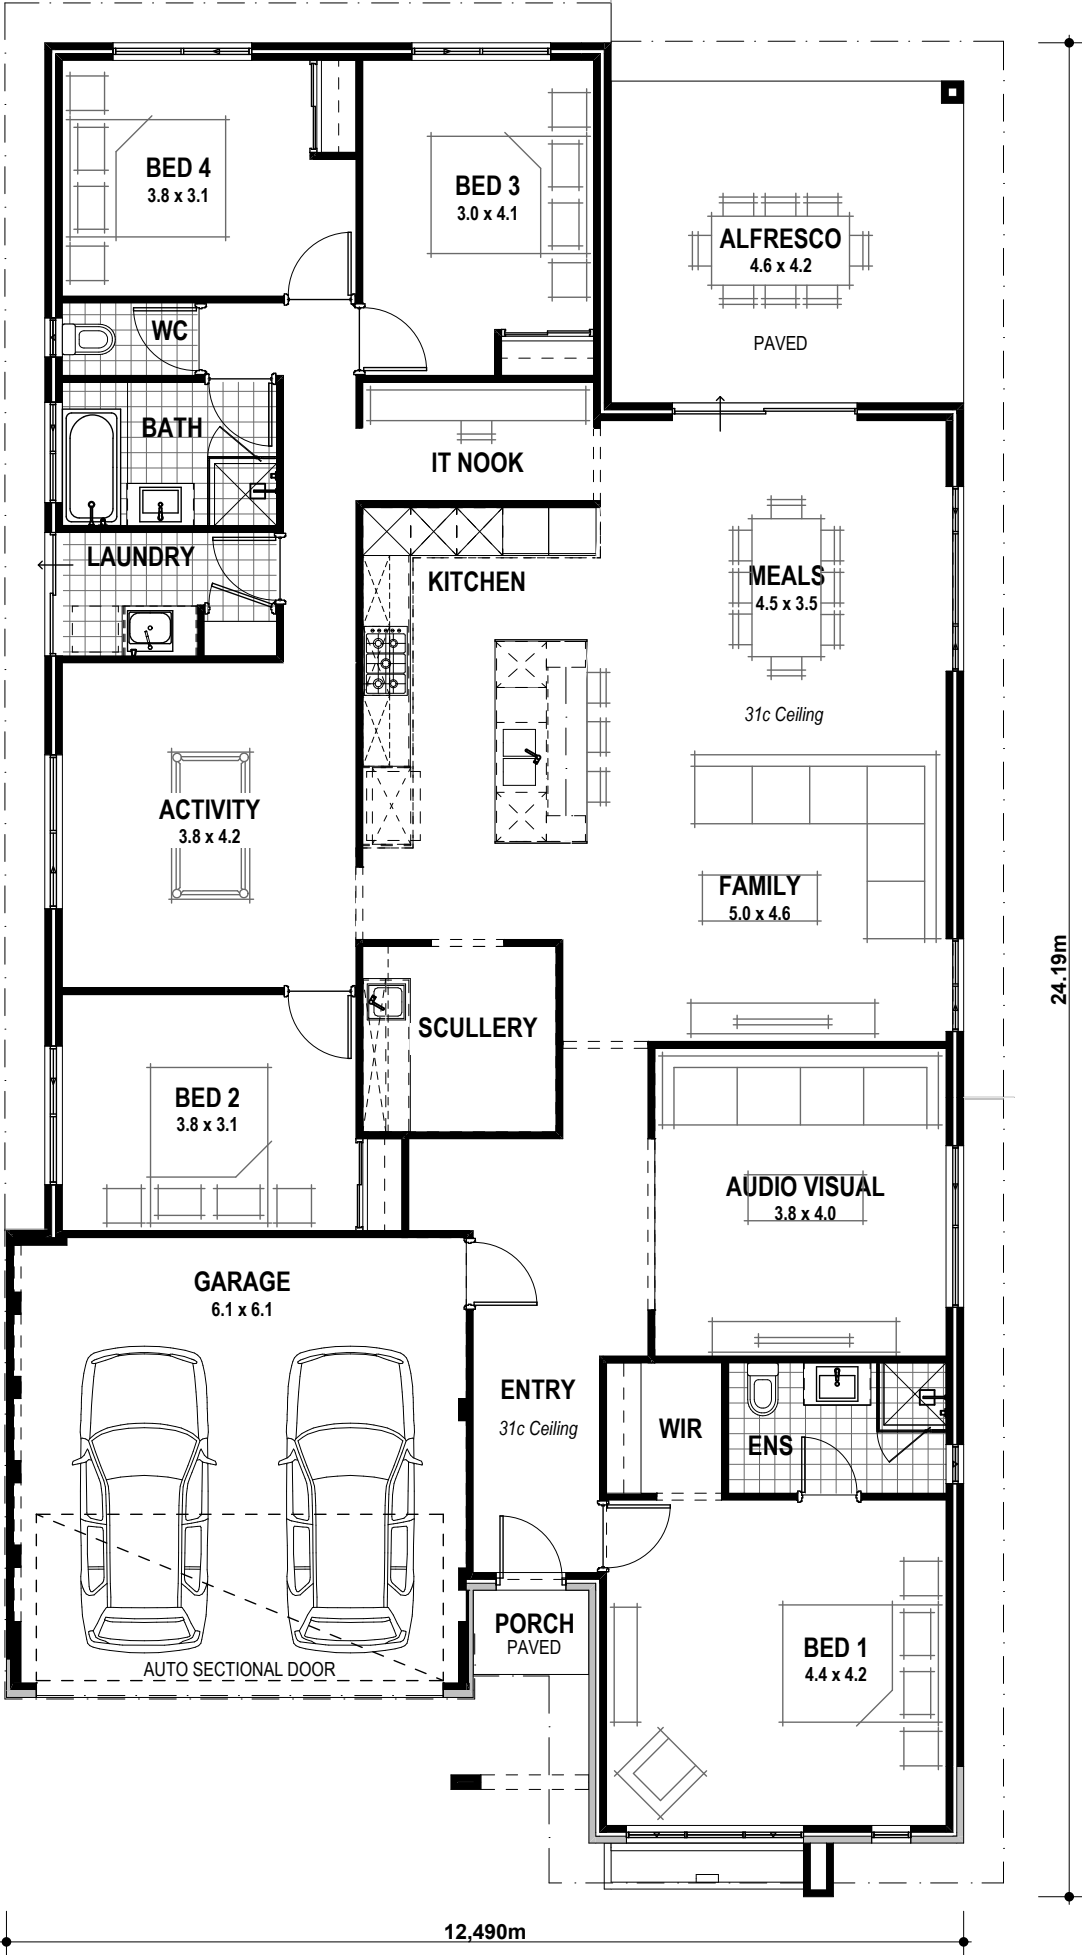 BED 4
3.8 x 3.1
BED 3
3.0 x 4.1
ALFRESCO
4.6 x 4.2
PAVED
WC
BATH
IT NOOK
LAUNDRY
KITCHEN
MEALS
4.5 x 3.5
31c Ceiling
ACTIVITY
3.8 x 4.2
FAMILY
5.0 x 4.6
24.19m
SCULLERY
BED 2
3.8 x 3.1
AUDIO VISUAL
3.8 x 4.0
GARAGE
6.1 x 6.1
ENTRY
31c Ceiling
WIR
ENS
PORCH
PAVED
BED 1
4.4 x 4.2
AUTO SECTIONAL DOOR
12,490m